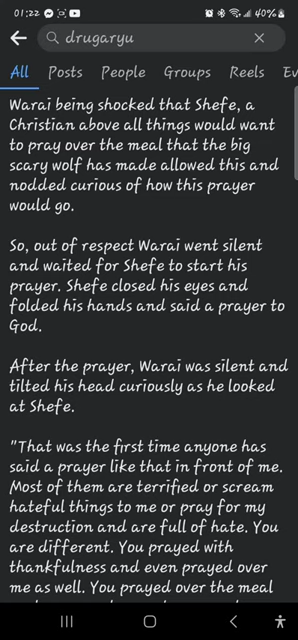 01:22
40%
drugaryu
All Posts People Groups Reels Ev
Warai being shocked that Shefe, a
Christian above all things would want
to pray over the meal that the big
scary wolf has made allowed this and
nodded curious of how this prayer
would go.
So, out of respect Warai went silent
and waited for Shefe to start his
prayer. Shefe closed his eyes and
folded his hands and said a prayer to
God.
After the prayer, Warai was silent and
tilted his head curiously as he looked
at Shefe.
"That was the first time anyone has
said a prayer like that in front of me.
Most of them are terrified or scream
hateful things to me or pray for my
destruction and are full of hate. You
are different. You prayed with
thankfulness and even prayed over
me as well. You prayed over the meal